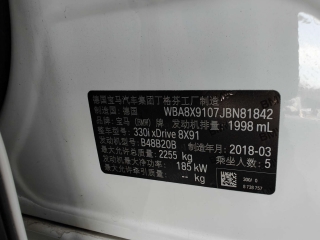 德国宝马汽车集团丁格芬工厂制造
制造国：德国 WBA8X9107JBN81842
品牌：宝马 (BMW) 发动机排量：1998 mL
整车型号：330i xDrive 8X91
发动机型号：B48B20B 制造年月：2018-03
最大允许总质量：2255 kg 乘坐人数：5
发动机最大净功率：185 kW
最大允许牵引质量：-- kg